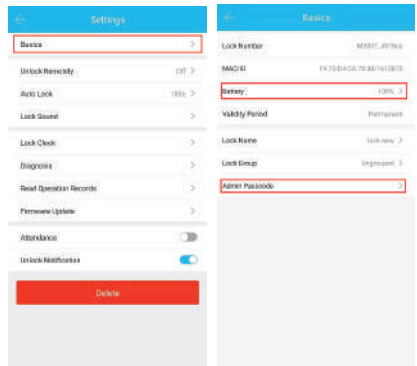 Settings
Basics
Unlock Remotely Off
Auto Lock
Lock Sound
Lock Clock
Diagnosis
Read Operation Records
Firmware Update
Attendance
Unlock Notification
Delete
Basics
Lock Number
MAC/ID
Battery 100%
Validity Period Permanent
Lock Name
Lock Group Ungrouped
Admin Passcode